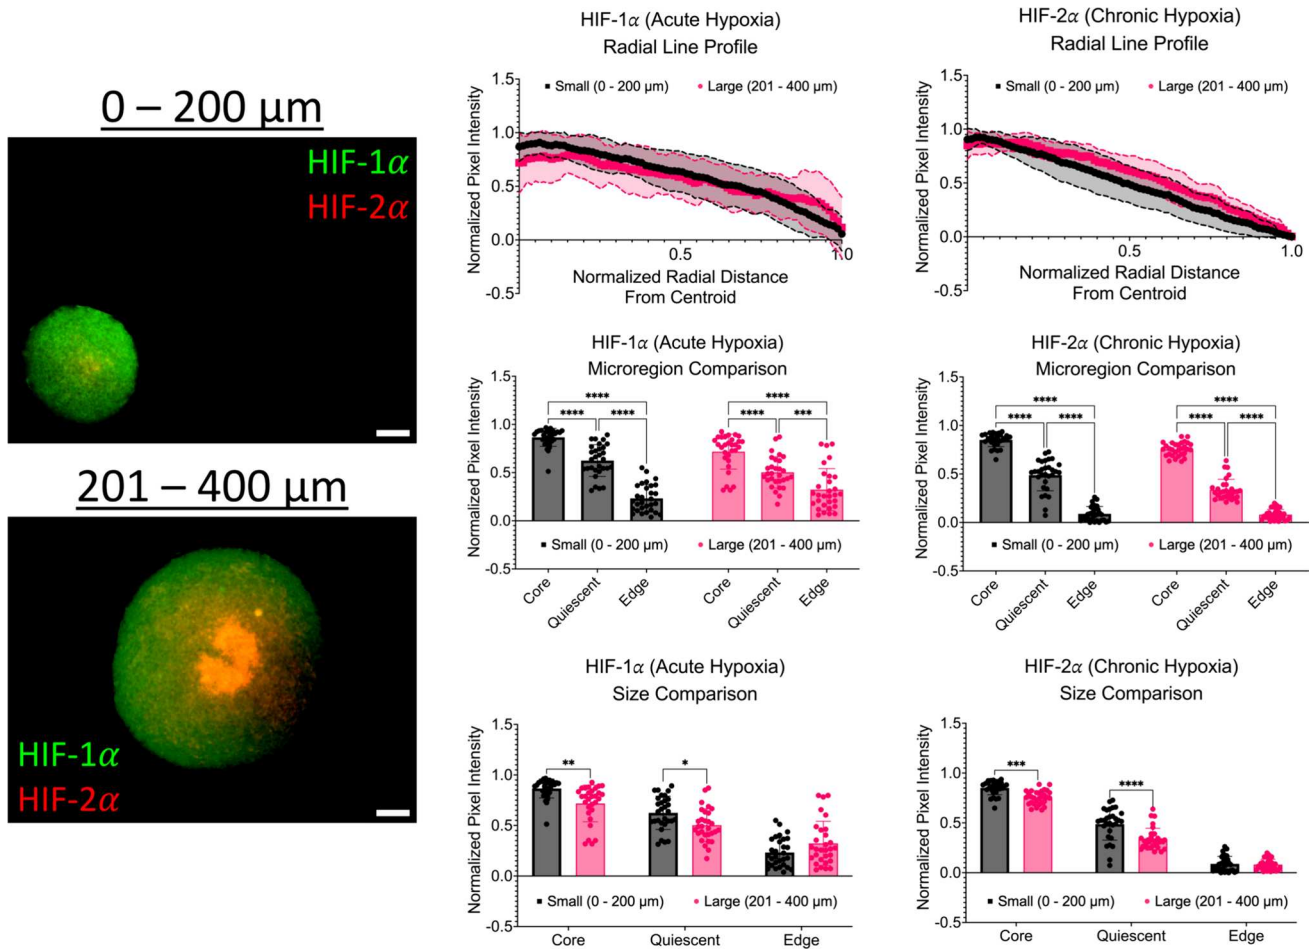 0 – 200 μm
HIF-1α
HIF-2α
201 – 400 μm
HIF-1α
HIF-2α
HIF-1α (Acute Hypoxia)
Radial Line Profile
Normalized Pixel Intensity
1.5
1.0
0.5
0.0
-0.5
Small (0 - 200 μm)
Large (201 - 400 μm)
0.5
1.0
Normalized Radial Distance
From Centroid
HIF-2α (Chronic Hypoxia)
Radial Line Profile
Normalized Pixel Intensity
1.5
1.0
0.5
0.0
-0.5
Small (0 - 200 μm)
Large (201 - 400 μm)
0.5
1.0
Normalized Radial Distance
From Centroid
HIF-1α (Acute Hypoxia)
Microregion Comparison
Normalized Pixel Intensity
1.5
1.0
0.5
0.0
-0.5
****
**** ****
****
**** ***
Small (0 - 200 μm)
Large (201 - 400 μm)
Core
Quiescent
Edge
Core
Quiescent
Edge
HIF-2α (Chronic Hypoxia)
Microregion Comparison
Normalized Pixel Intensity
1.5
1.0
0.5
0.0
-0.5
****
**** ****
****
**** ****
Small (0 - 200 μm)
Large (201 - 400 μm)
Core
Quiescent
Edge
Core
Quiescent
Edge
HIF-1α (Acute Hypoxia)
Size Comparison
Normalized Pixel Intensity
1.5
1.0
0.5
0.0
-0.5
**
*
Small (0 - 200 μm)
Large (201 - 400 μm)
Core
Quiescent
Edge
HIF-2α (Chronic Hypoxia)
Size Comparison
Normalized Pixel Intensity
1.5
1.0
0.5
0.0
-0.5
***
****
Small (0 - 200 μm)
Large (201 - 400 μm)
Core
Quiescent
Edge